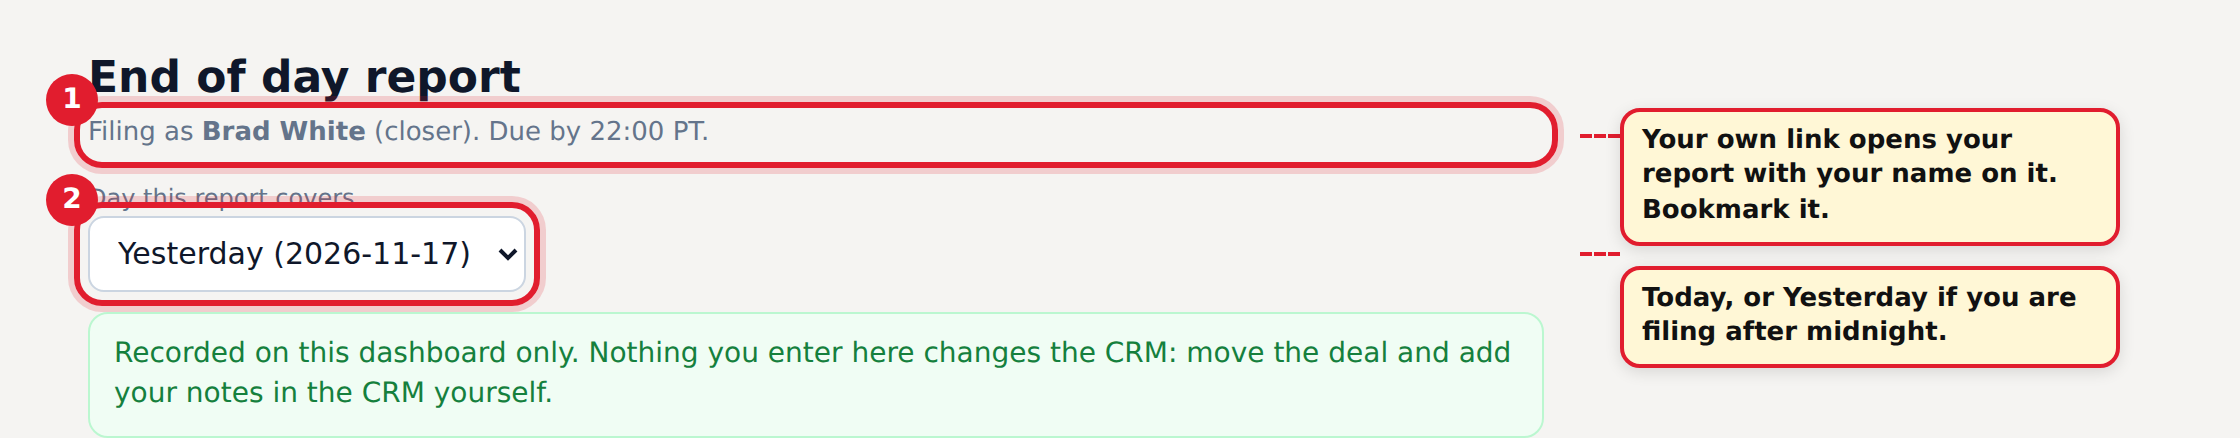 End of day report
1
Filing as Brad White (closer). Due by 22:00 PT.
Your own link opens your
report with your name on it.
Bookmark it.
2
Day this report covers
Yesterday (2026-11-17)
Today, or Yesterday if you are
filing after midnight.
Recorded on this dashboard only. Nothing you enter here changes the CRM: move the deal and add
your notes in the CRM yourself.